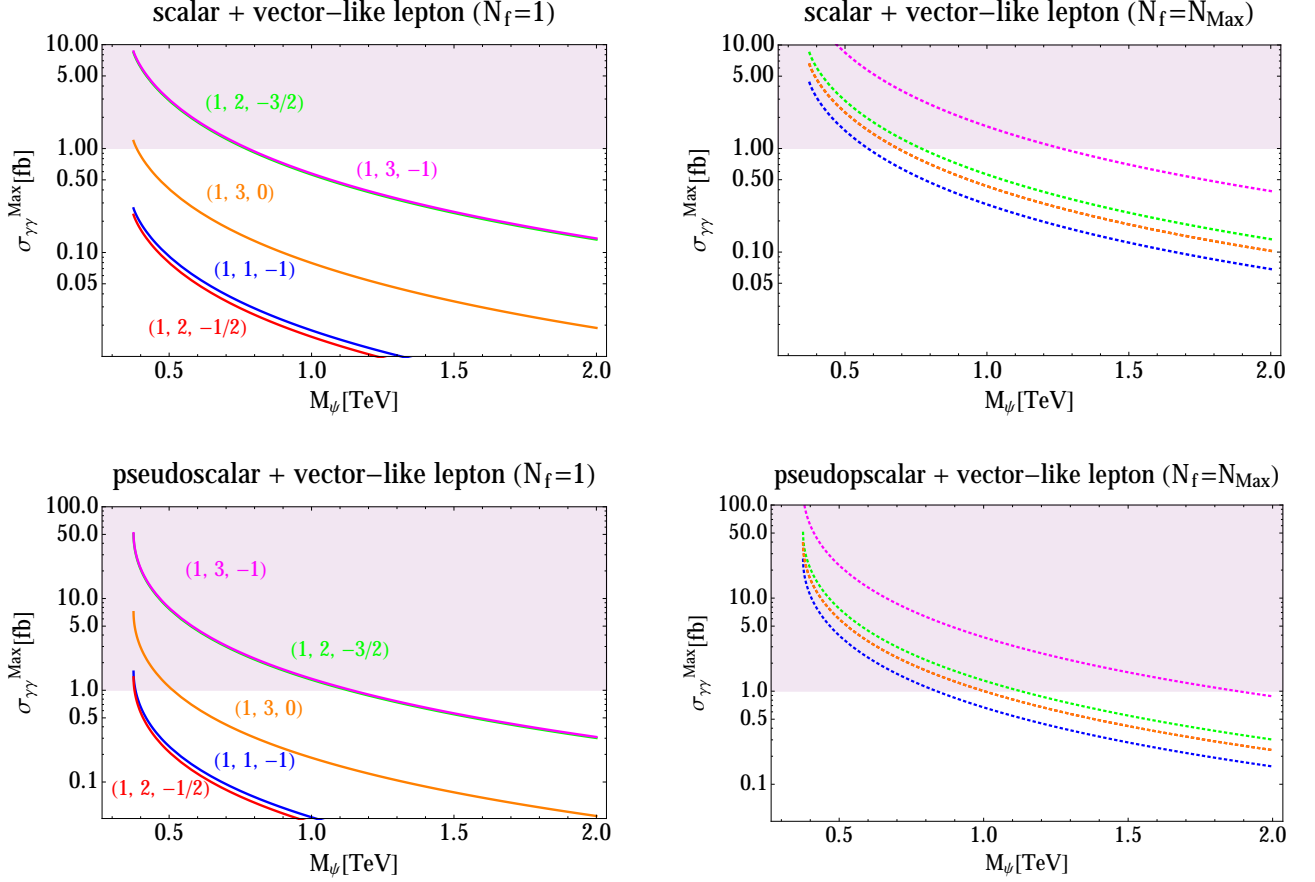 scalar + vector−like lepton (N_f=1)
10.00
5.00
1.00
0.50
0.10
0.05
σ_γγ^Max[fb]
(1, 2, −3/2)
(1, 3, −1)
(1, 3, 0)
(1, 1, −1)
(1, 2, −1/2)
0.5
1.0
1.5
2.0
M_ψ[TeV]
scalar + vector−like lepton (N_f=N_Max)
10.00
5.00
1.00
0.50
0.10
0.05
σ_γγ^Max[fb]
0.5
1.0
1.5
2.0
M_ψ[TeV]
pseudoscalar + vector−like lepton (N_f=1)
100.0
50.0
10.0
5.0
1.0
0.5
0.1
σ_γγ^Max[fb]
(1, 3, −1)
(1, 2, −3/2)
(1, 3, 0)
(1, 1, −1)
(1, 2, −1/2)
0.5
1.0
1.5
2.0
M_ψ[TeV]
pseudopscalar + vector−like lepton (N_f=N_Max)
100.0
50.0
10.0
5.0
1.0
0.5
0.1
σ_γγ^Max[fb]
0.5
1.0
1.5
2.0
M_ψ[TeV]